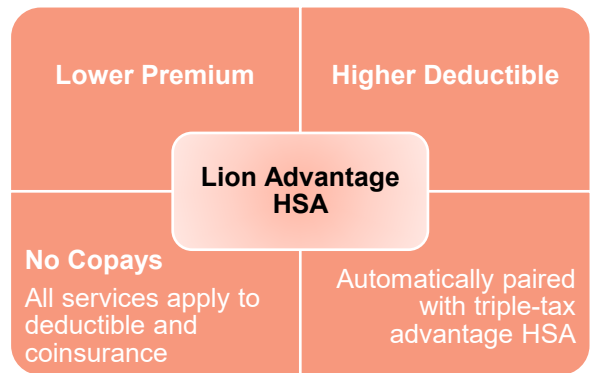 Lower Premium
Higher Deductible
Lion Advantage
HSA
No Copays
All services apply to
deductible and
coinsurance
Automatically paired
with triple-tax
advantage HSA